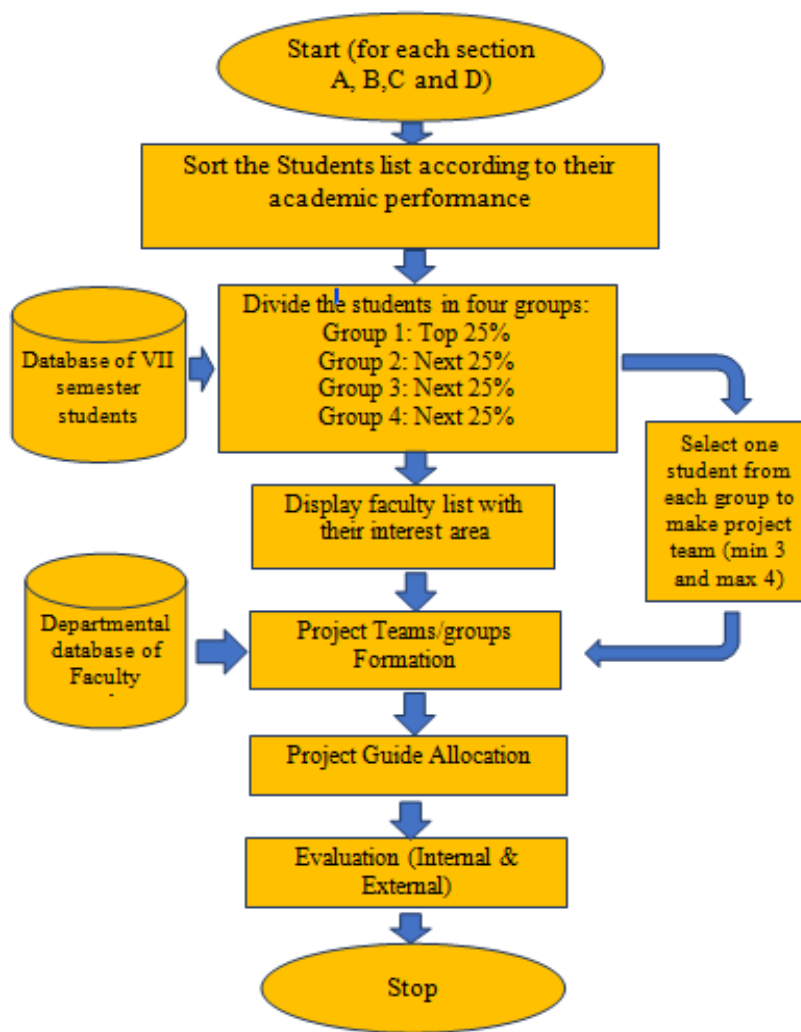 Start (for each section
A, B,C and D)
Sort the Students list according to their
academic performance
Divide the students in four groups:
Group 1: Top 25%
Group 2: Next 25%
Group 3: Next 25%
Group 4: Next 25%
Database of VII
semester
students
Select one
student from
each group to
make project
team (min 3
and max 4)
Display faculty list with
their interest area
Departmental
database of
Faculty
Project Teams/groups
Formation
Project Guide Allocation
Evaluation (Internal &
External)
Stop